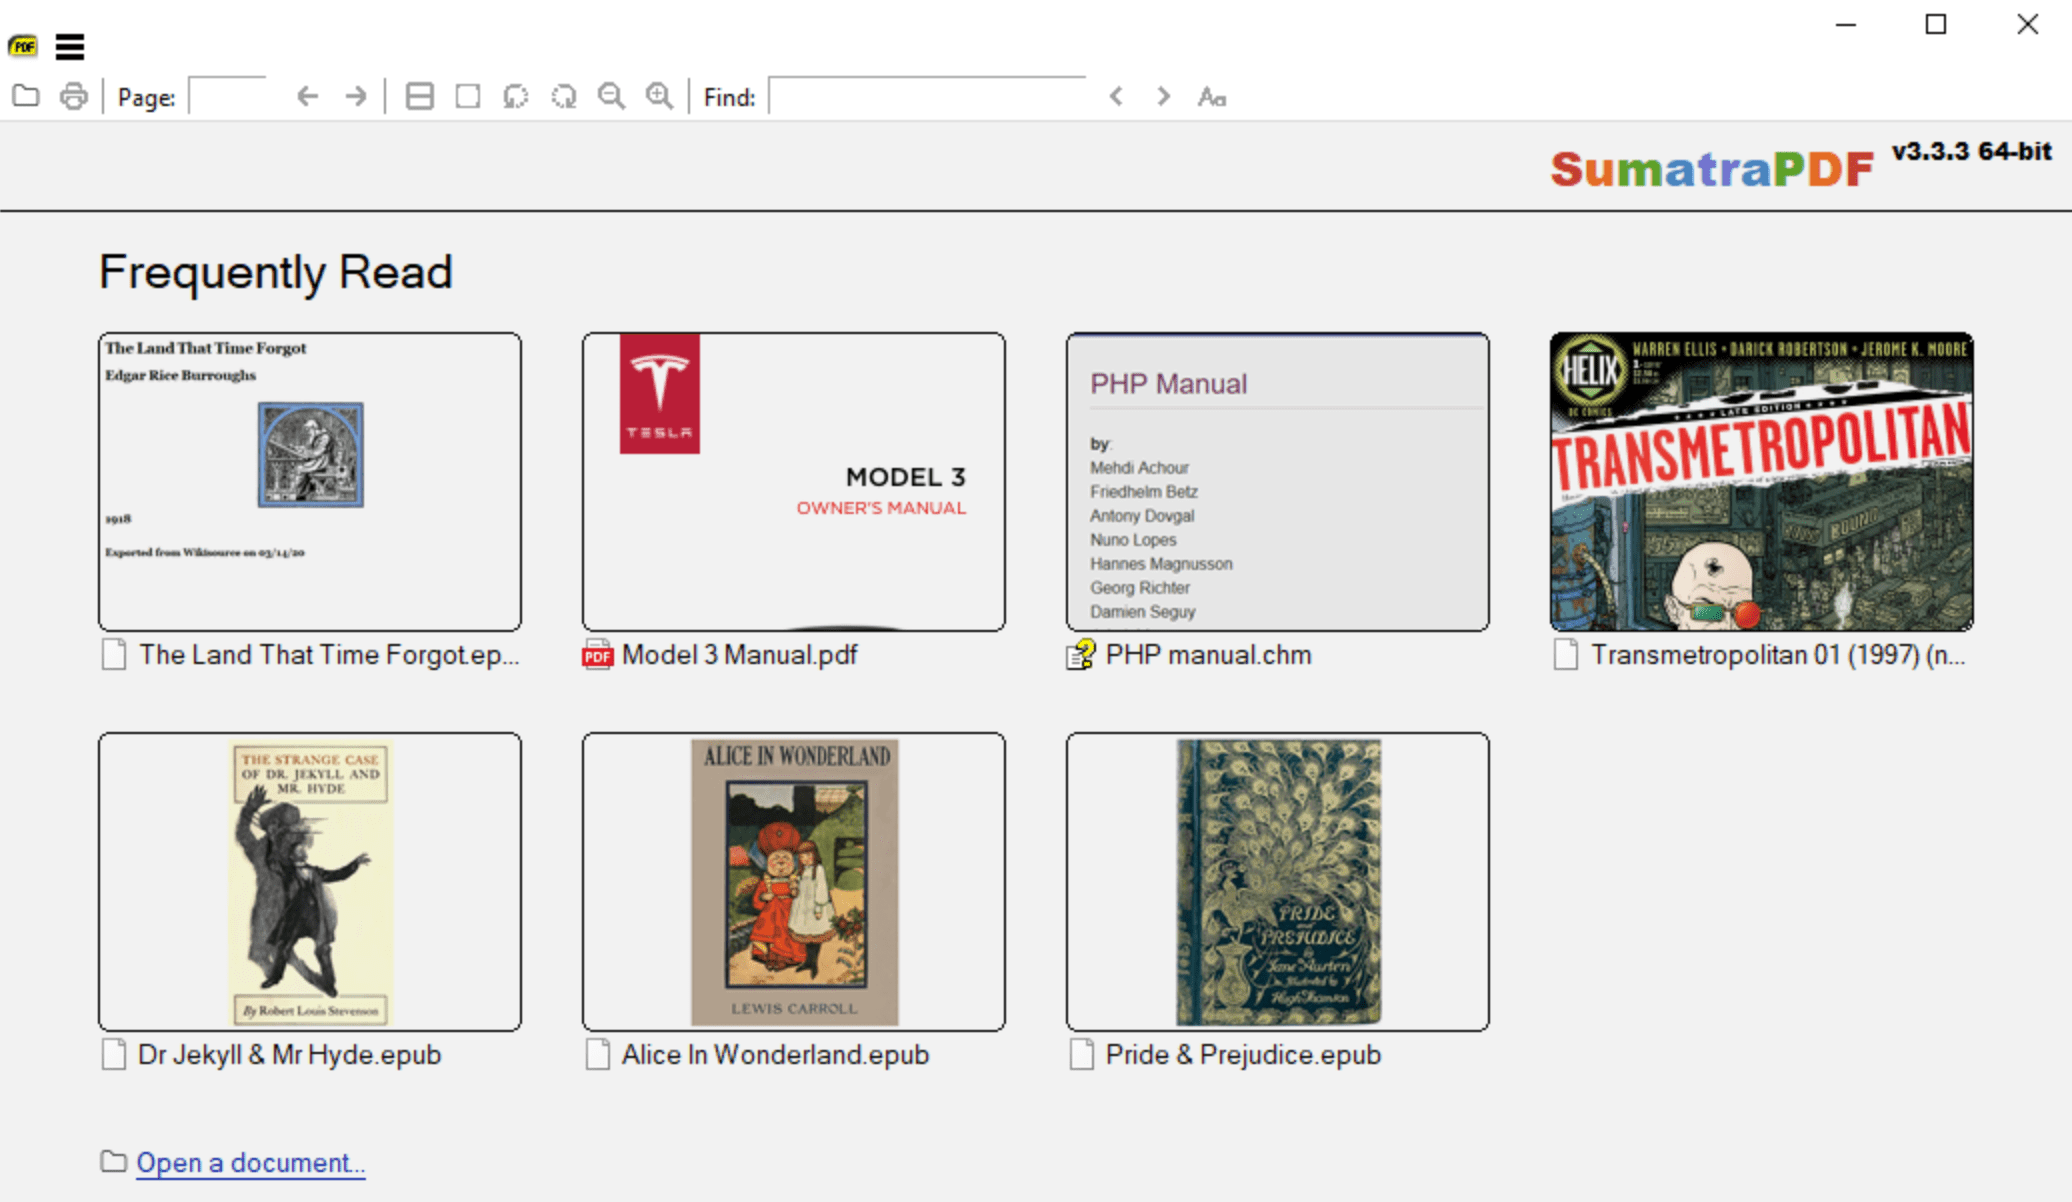 PDF
Page:
Find:
Aa
SumatraPDF v3.3.3 64-bit
Frequently Read
The Land That Time Forgot
Edgar Rice Burroughs
1918
Exported from Wikisource on 03/14/20
The Land That Time Forgot.ep...
TESLA
MODEL 3
OWNER'S MANUAL
PDF
Model 3 Manual.pdf
PHP Manual
by:
Mehdi Achour
Friedhelm Betz
Antony Dovgal
Nuno Lopes
Hannes Magnusson
Georg Richter
Damien Seguy
PHP manual.chm
HELIX
DC COMICS
WARREN ELLIS • DARICK ROBERTSON • JEROME K. MOORE
LATE EDITION
TRANSMETROPOLITAN
Transmetropolitan 01 (1997) (n...
THE STRANGE CASE
OF DR. JEKYLL AND
MR. HYDE
By Robert Louis Stevenson
Dr Jekyll & Mr Hyde.epub
ALICE IN WONDERLAND
LEWIS CARROLL
Alice In Wonderland.epub
PRIDE
and
PREJUDICE
by
Jane Austen
Illustrated by
Hugh Thomson
Pride & Prejudice.epub
Open a document...